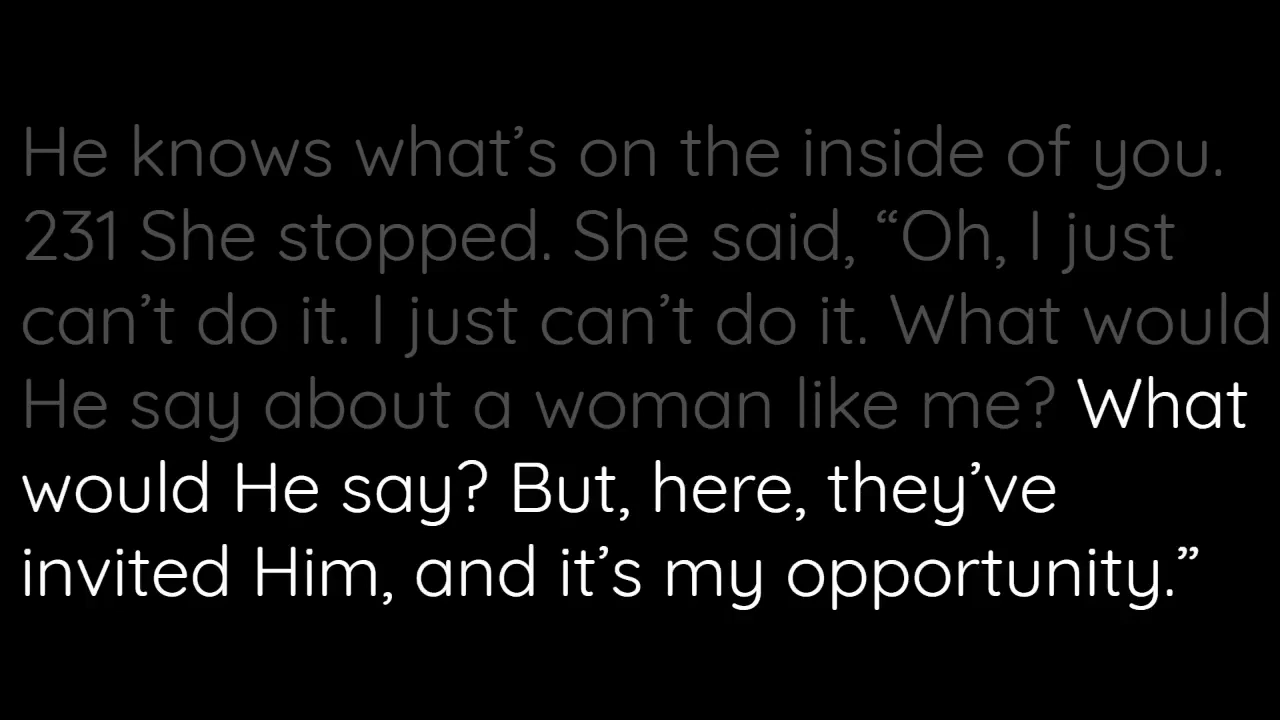 He knows what’s on the inside of you.
231 She stopped. She said, “Oh, I just
can’t do it. I just can’t do it. What would
He say about a woman like me? What
would He say? But, here, they’ve
invited Him, and it’s my opportunity.”